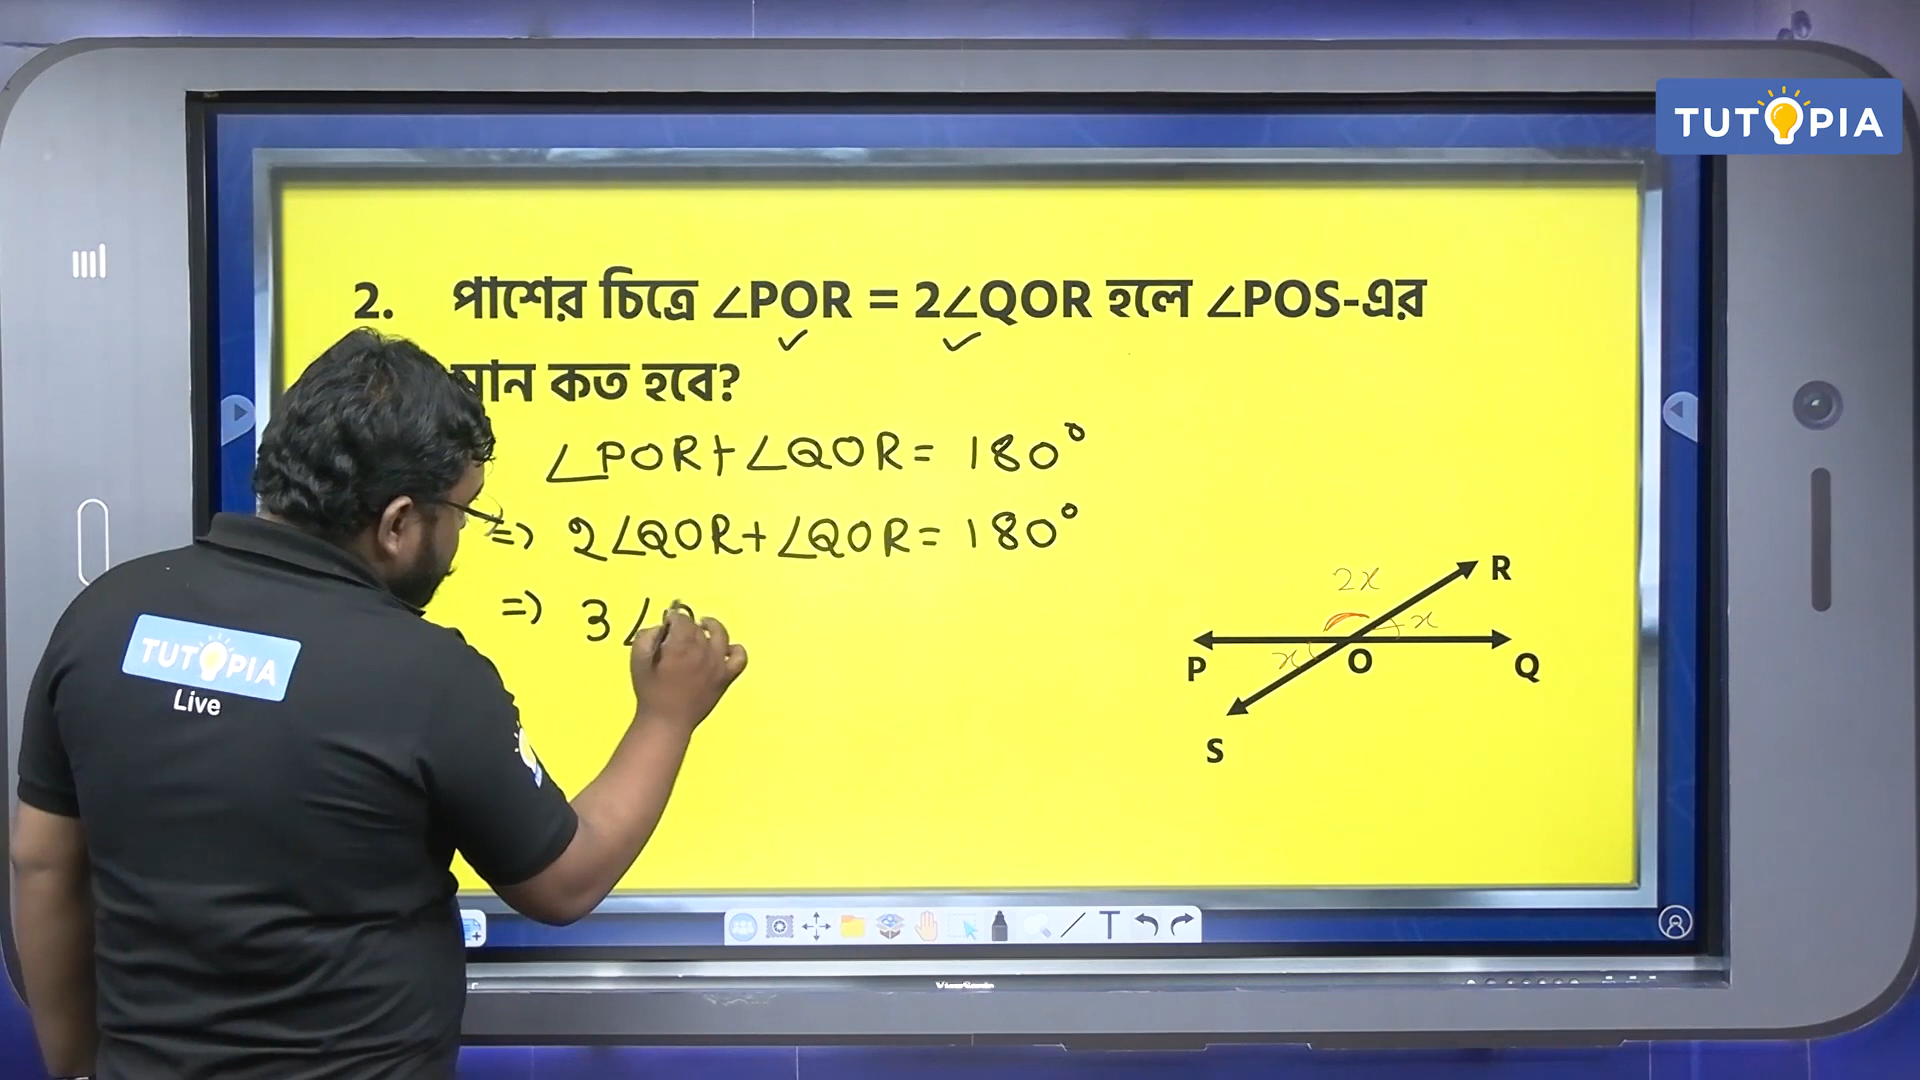 TUTOPIA
2. পাশের চিত্রে ∠POR = 2∠QOR হলে ∠POS-এর
মান কত হবে?
∠POR+∠QOR= 180°
=> 2∠QOR+∠QOR= 180°
=> 3∠
2x
R
x
P
x
O
Q
S
TUTOPIA
Live
T
ViewSonic